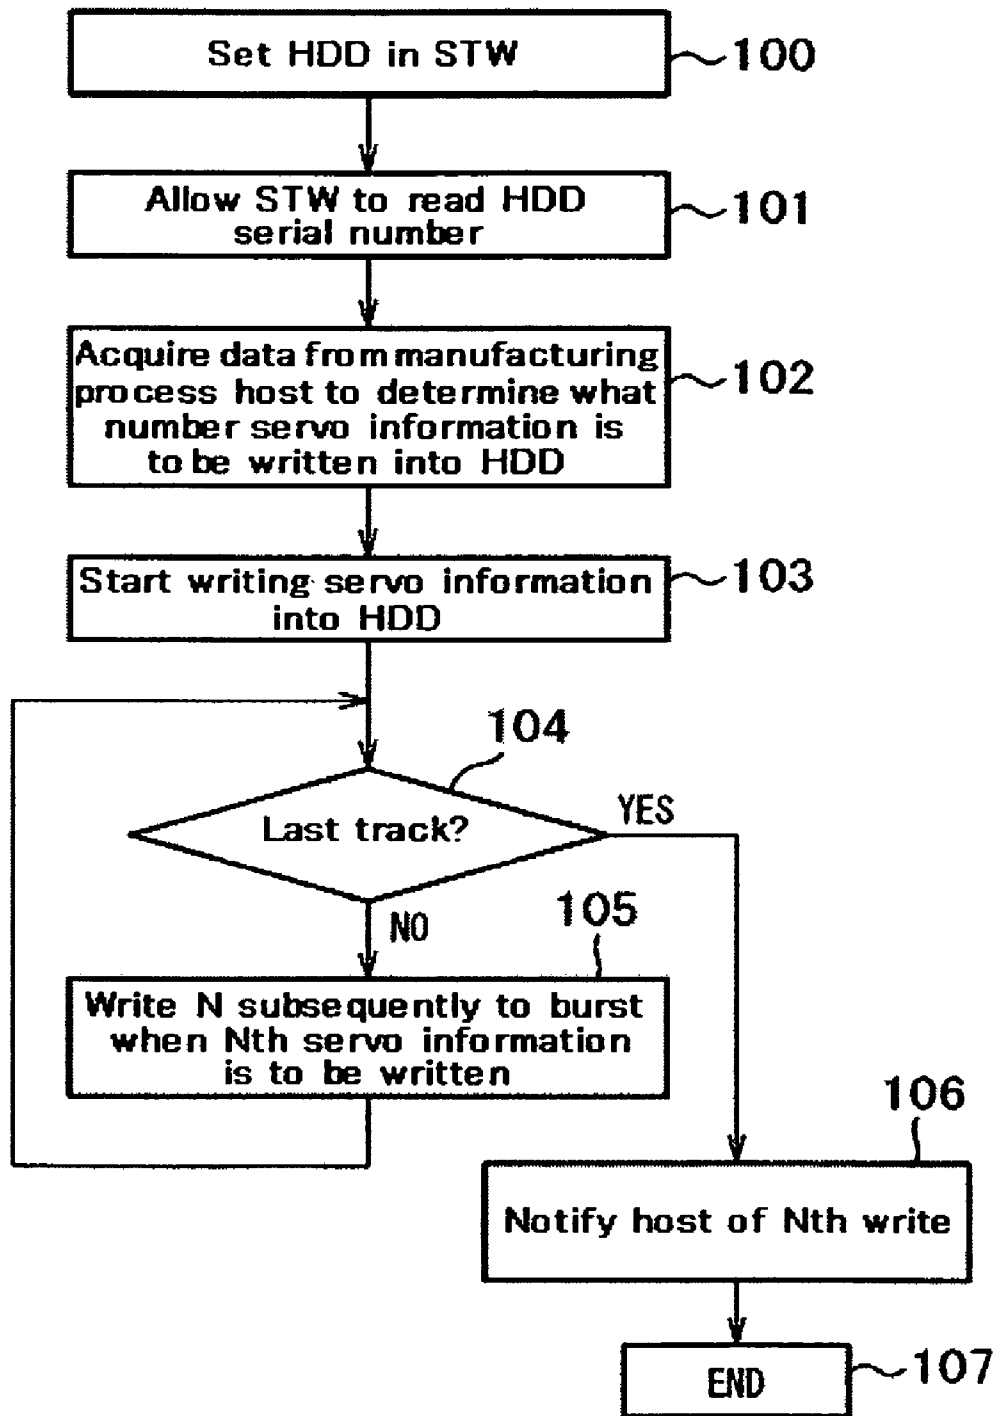 Set HDD in STW
100
Allow STW to read HDD
serial number
101
Acquire data from manufacturing
process host to determine what
number servo information is
to be written into HDD
102
Start writing servo information
into HDD
103
104
Last track?
YES
NO
105
Write N subsequently to burst
when Nth servo information
is to be written
106
Notify host of Nth write
END
107